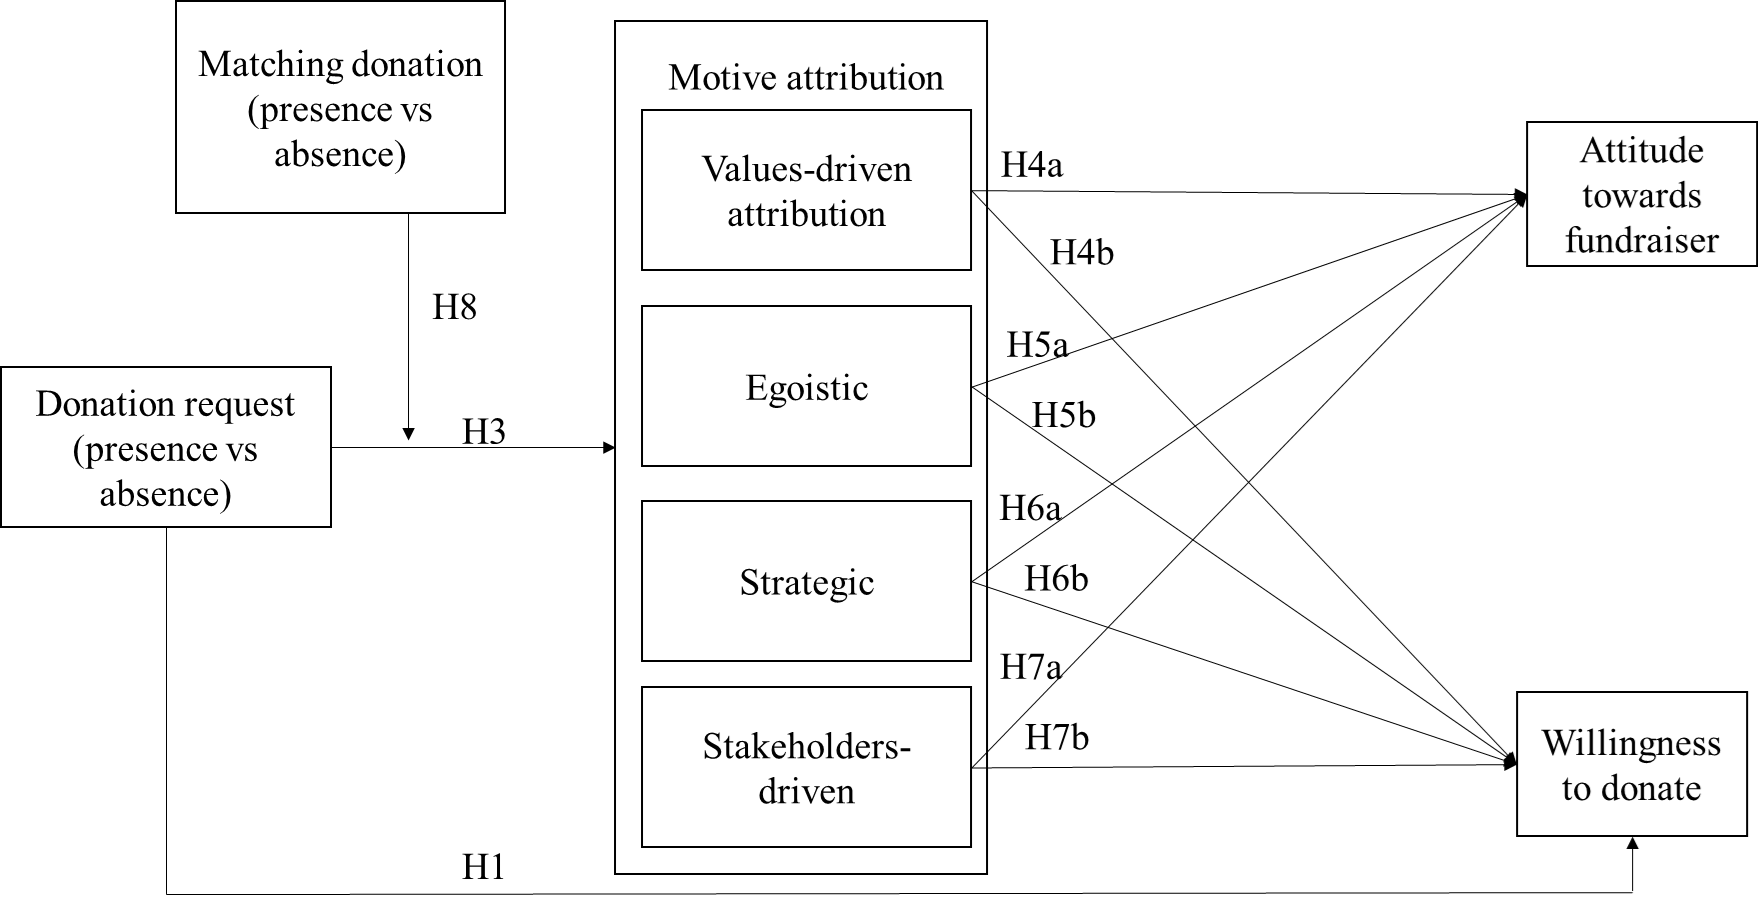 Matching donation
(presence vs
absence)
Motive attribution
Values-driven
attribution
H4a
Attitude
towards
fundraiser
H4b
H8
H5a
Egoistic
Donation request
(presence vs
absence)
H3
H5b
H6a
Strategic
H6b
H7a
Stakeholders-
driven
H7b
Willingness
to donate
H1